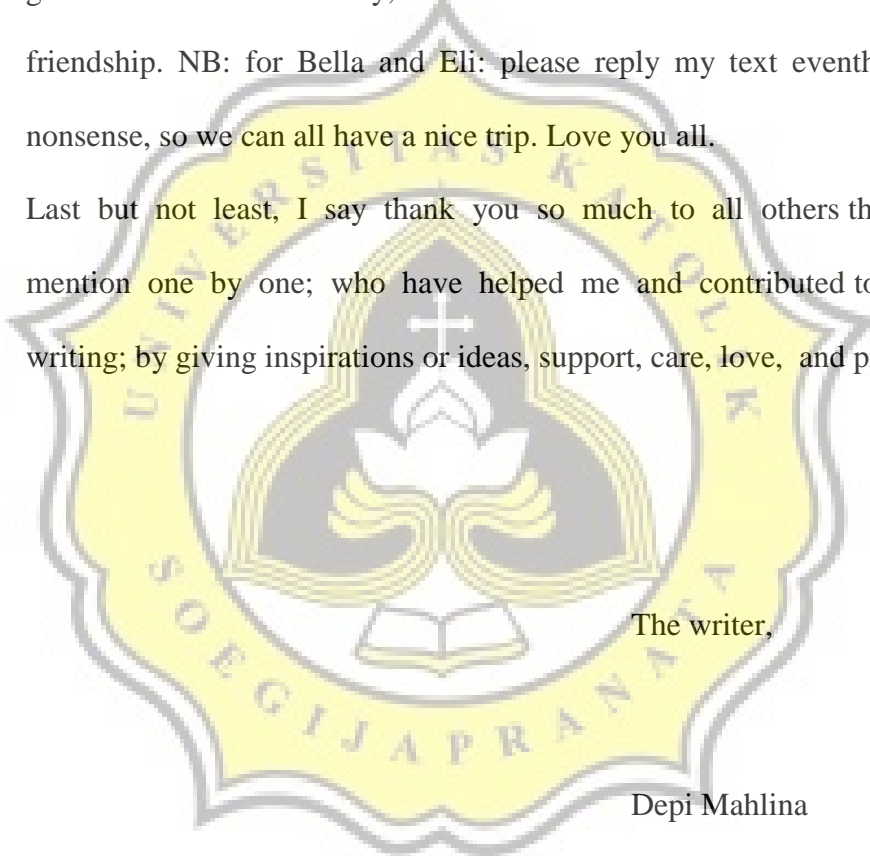 friendship. NB: for Bella and Eli: please reply my text
nonsense, so we can all have a nice trip. Love you all.
Last but not least, I say thank you so much to all others
mention one by one; who have helped me and contributed
writing; by giving inspirations or ideas, support, care, love, and
The writer,
Depi Mahlina
UNIVERSITAS KATOLIK
SOEGIJAPRANATA